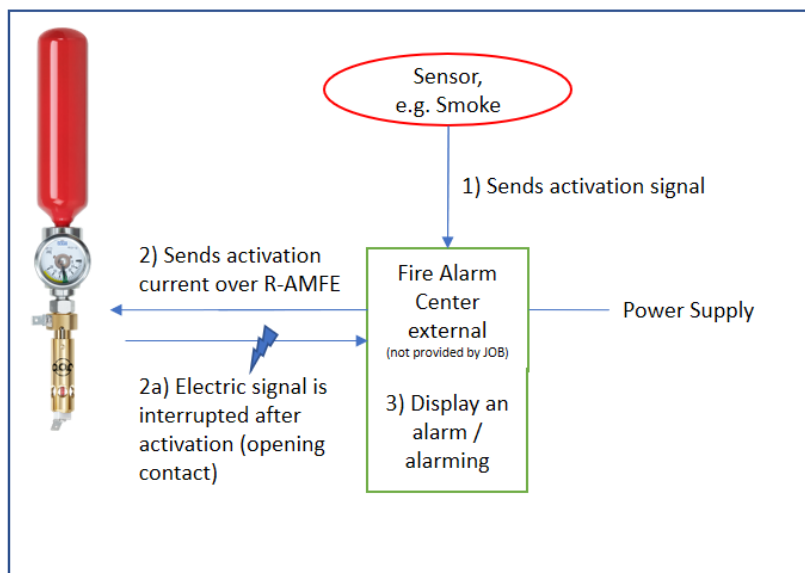 Sensor,
e.g. Smoke
1) Sends activation signal
2) Sends activation
current over R-AMFE
Fire Alarm
Center
external
(not provided by JOB)
Power Supply
2a) Electric signal is
interrupted after
activation (opening
contact)
3) Display an
alarm /
alarming